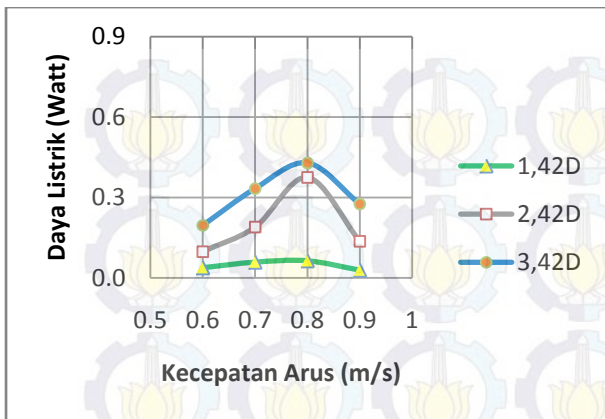 Daya Listrik (Watt)
0.9
0.6
0.3
0.0
0.5 0.6 0.7 0.8 0.9 1
Kecepatan Arus (m/s)
1,42D
2,42D
3,42D